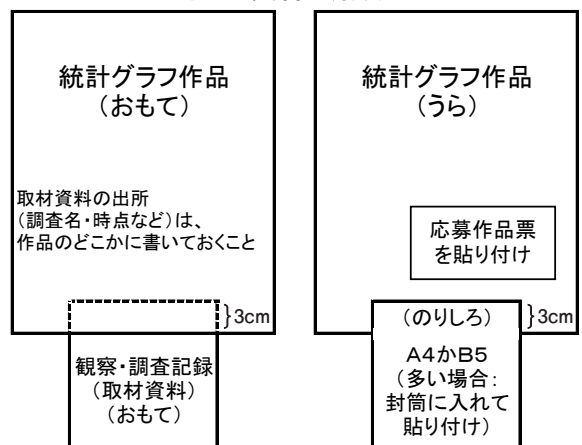 統計グラフ作品
（おもて）
取材資料の出所
（調査名・時点など）は、
作品のどこかに書いておくこと
}3cm
観察・調査記録
（取材資料）
（おもて）
統計グラフ作品
（うら）
応募作品票
を貼り付け
（のりしろ）
}3cm
A4かB5
（多い場合：
封筒に入れて
貼り付け）